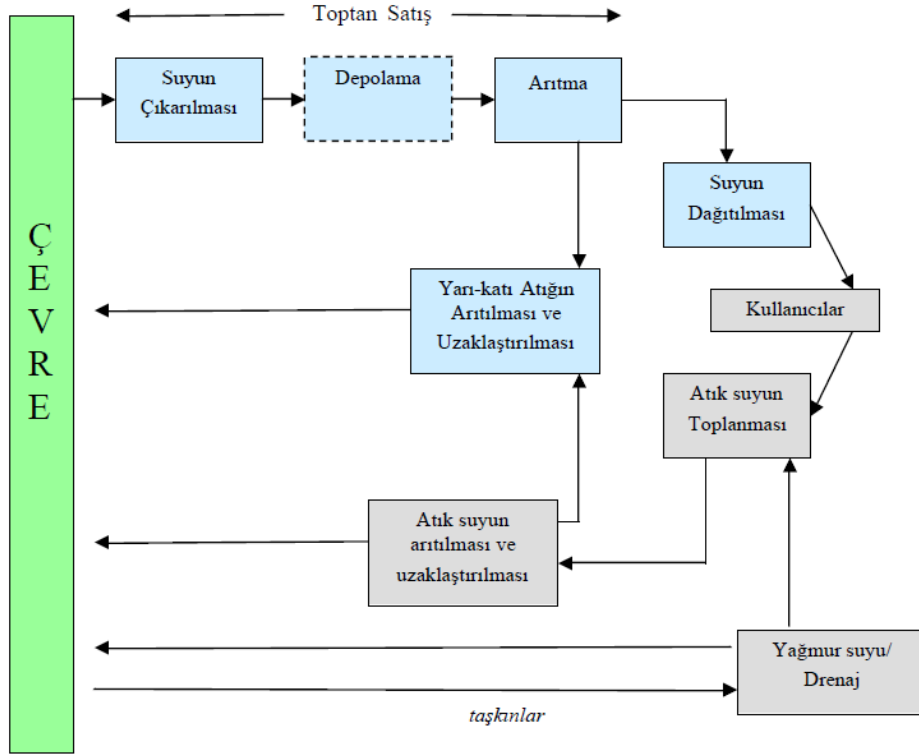 Toptan Satış
Suyun
Çıkarılması
Depolama
Arıtma
Suyun
Dağıtılması
Ç
E
V
R
E
Yarı-katı Atığın
Arıtılması ve
Uzaklaştırılması
Kullanıcılar
Atık suyun
Toplanması
Atık suyun
arıtılması ve
uzaklaştırılması
Yağmur suyu/
Drenaj
taşkınlar